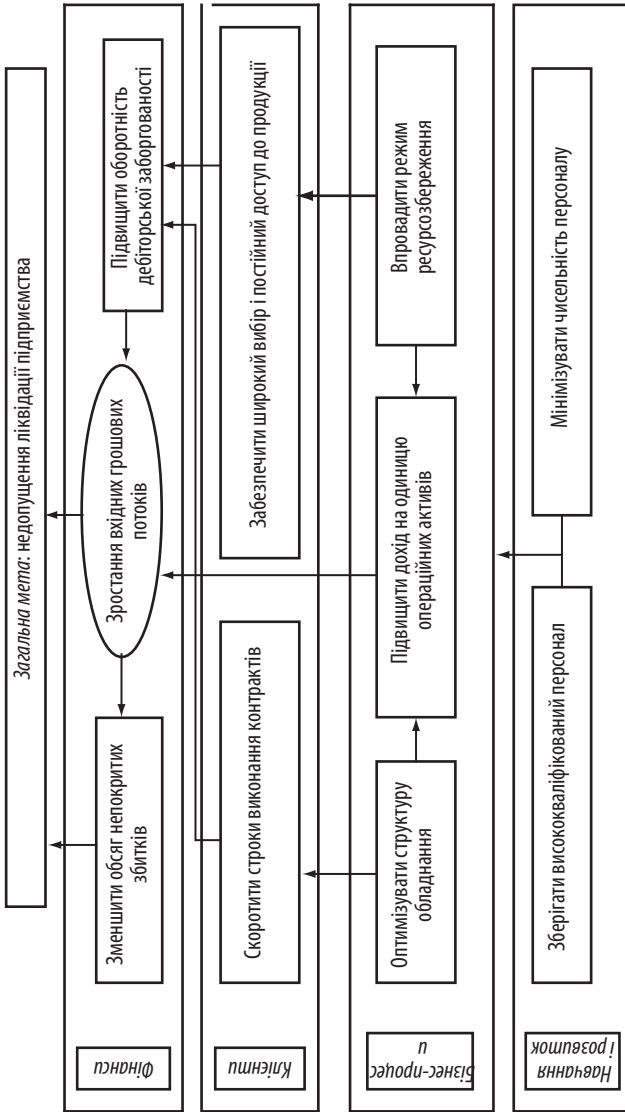 Загальна мета: недопущення ліквідації підприємства
Фінанси
Зменшити обсяг непокритих
збитків
Зростання вхідних грошових
потоків
Підвищити оборотність
дебіторської заборгованості
Клієнти
Скоротити строки виконання контрактів
Забезпечити широкий вибір і постійний доступ до продукції
Бізнес-процес
и
Оптимізувати структуру
обладнання
Підвищити дохід на одиницю
операційних активів
Впровадити режим
ресурсозбереження
Навчання
і розвиток
Зберігати висококваліфікований персонал
Мінімізувати чисельність персоналу